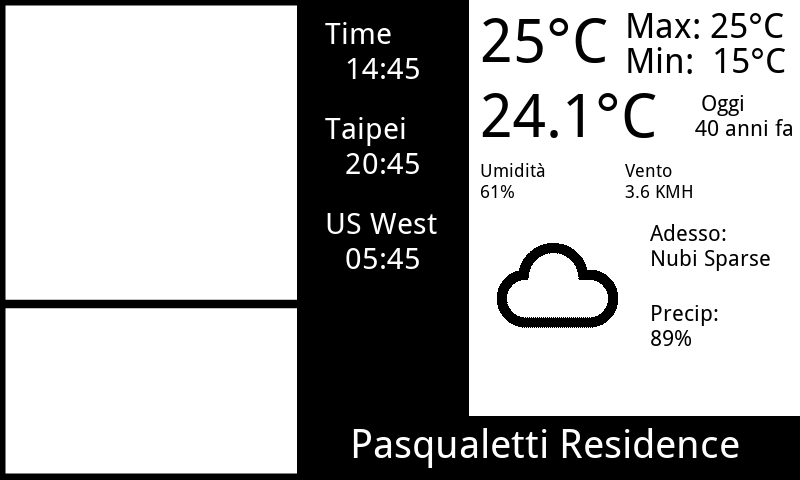 Time
14:45
Taipei
20:45
US West
05:45
25°C
Max: 25°C
Min: 15°C
24.1°C
Oggi
40 anni fa
Umidità
61%
Vento
3.6 KMH
Adesso:
Nubi Sparse
Precip:
89%
Pasqualetti Residence